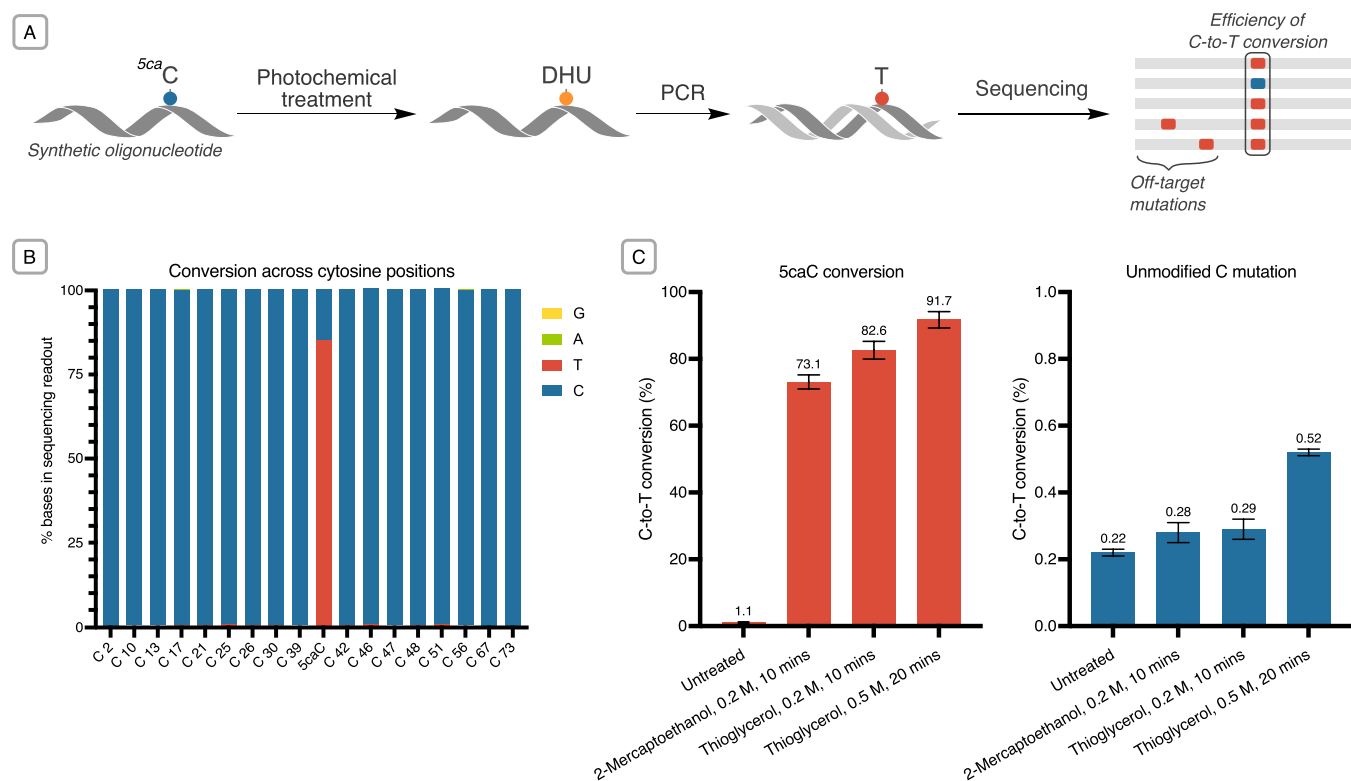 A
5caC
Synthetic oligonucleotide
Photochemical
treatment
DHU
PCR
T
Sequencing
Efficiency of
C-to-T conversion
Off-target
mutations
B
Conversion across cytosine positions
% bases in sequencing readout
100
75
50
25
0
C 2
C 10
C 13
C 17
C 21
C 25
C 26
C 30
C 39
5caC
C 42
C 46
C 47
C 48
C 51
C 56
C 67
C 73
G
A
T
C
C
5caC conversion
C-to-T conversion (%)
100
80
60
40
20
0
1.1
73.1
82.6
91.7
Untreated
2-Mercaptoethanol, 0.2 M, 10 mins
Thioglycerol, 0.2 M, 10 mins
Thioglycerol, 0.5 M, 20 mins
Unmodified C mutation
C-to-T conversion (%)
1.0
0.8
0.6
0.4
0.2
0.0
0.22
0.28
0.29
0.52
Untreated
2-Mercaptoethanol, 0.2 M, 10 mins
Thioglycerol, 0.2 M, 10 mins
Thioglycerol, 0.5 M, 20 mins